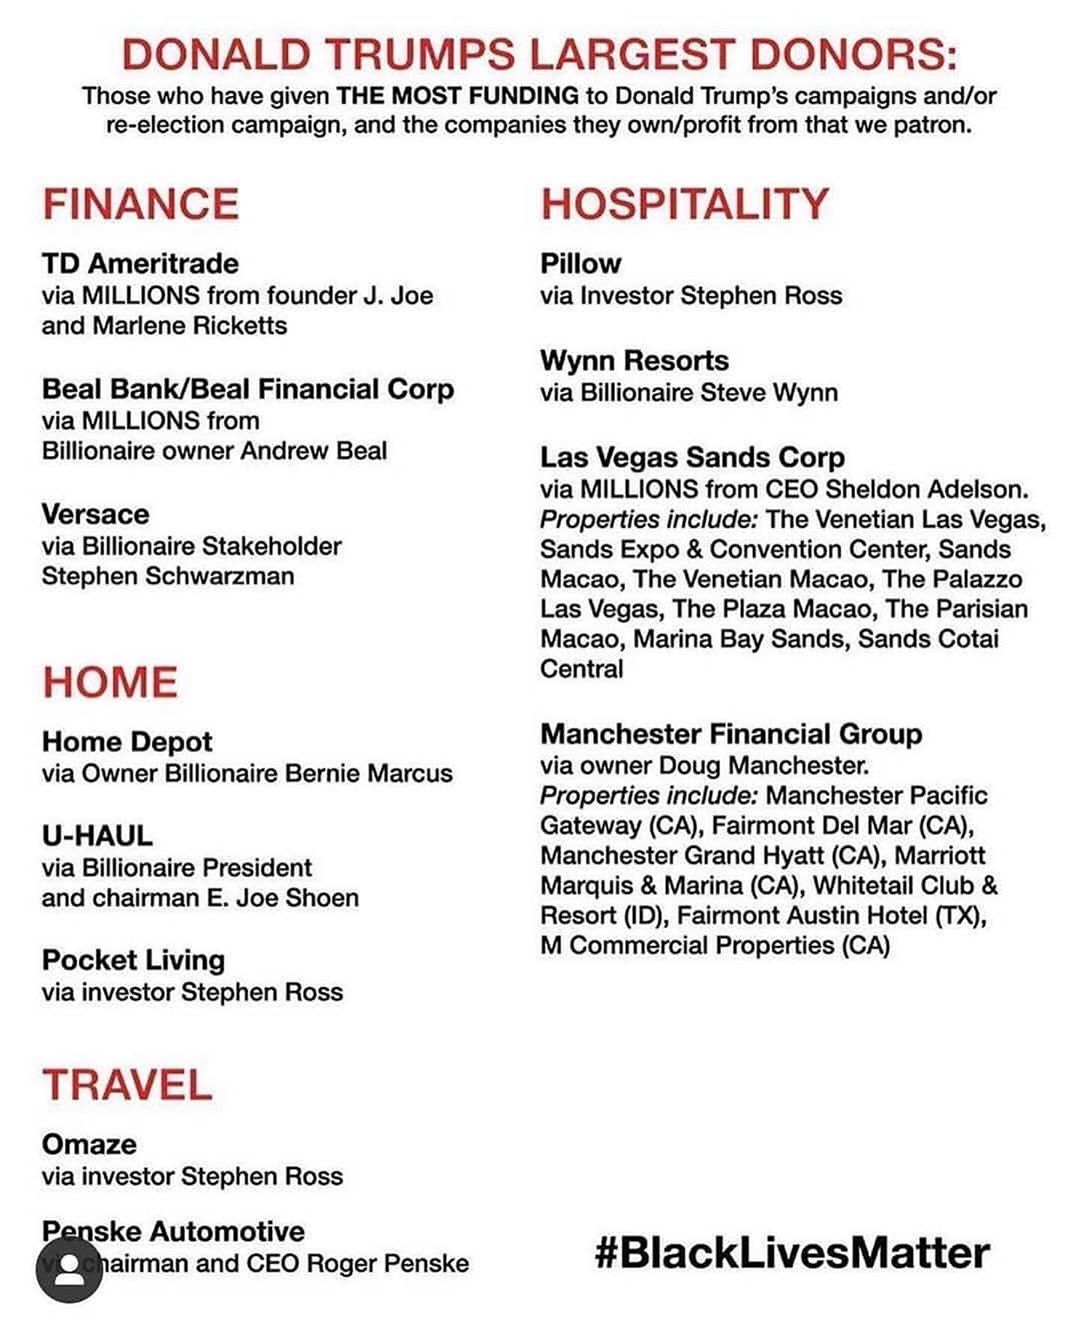 DONALD TRUMPS LARGEST DONORS:
Those who have given THE MOST FUNDING to Donald Trump's campaigns and/or
re-election campaign, and the companies they own/profit from that we patron.
FINANCE
TD Ameritrade
via MILLIONS from founder J. Joe
and Marlene Ricketts
Beal Bank/Beal Financial Corp
via MILLIONS from
Billionaire owner Andrew Beal
Versace
via Billionaire Stakeholder
Stephen Schwarzman
HOME
Home Depot
via Owner Billionaire Bernie Marcus
U-HAUL
via Billionaire President
and chairman E. Joe Shoen
Pocket Living
via investor Stephen Ross
TRAVEL
Omaze
via investor Stephen Ross
Penske Automotive
chairman and CEO Roger Penske
HOSPITALITY
Pillow
via Investor Stephen Ross
Wynn Resorts
via Billionaire Steve Wynn
Las Vegas Sands Corp
via MILLIONS from CEO Sheldon Adelson.
Properties include: The Venetian Las Vegas,
Sands Expo & Convention Center, Sands
Macao, The Venetian Macao, The Palazzo
Las Vegas, The Plaza Macao, The Parisian
Macao, Marina Bay Sands, Sands Cotai
Central
Manchester Financial Group
via owner Doug Manchester.
Properties include: Manchester Pacific
Gateway (CA), Fairmont Del Mar (CA),
Manchester Grand Hyatt (CA), Marriott
Marquis & Marina (CA), Whitetail Club &
Resort (ID), Fairmont Austin Hotel (TX),
M Commercial Properties (CA)
#BlackLivesMatter